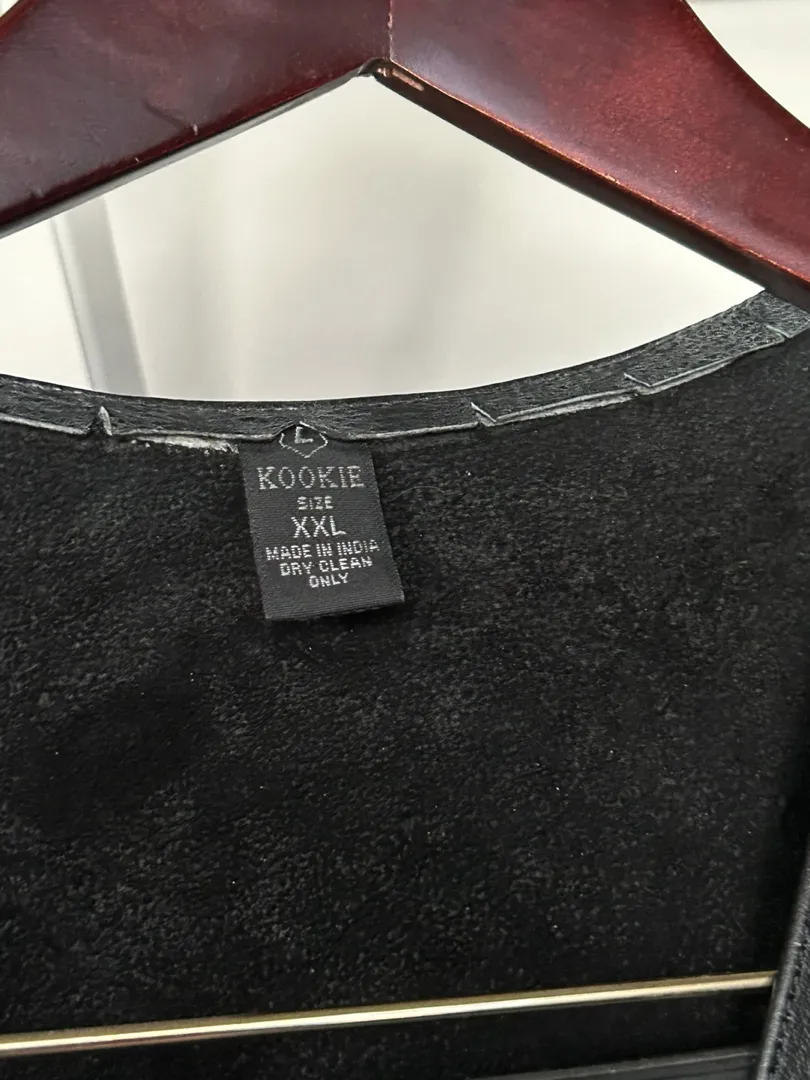 L
KOOKIE
SIZE
XXL
MADE IN INDIA
DRY CLEAN
ONLY